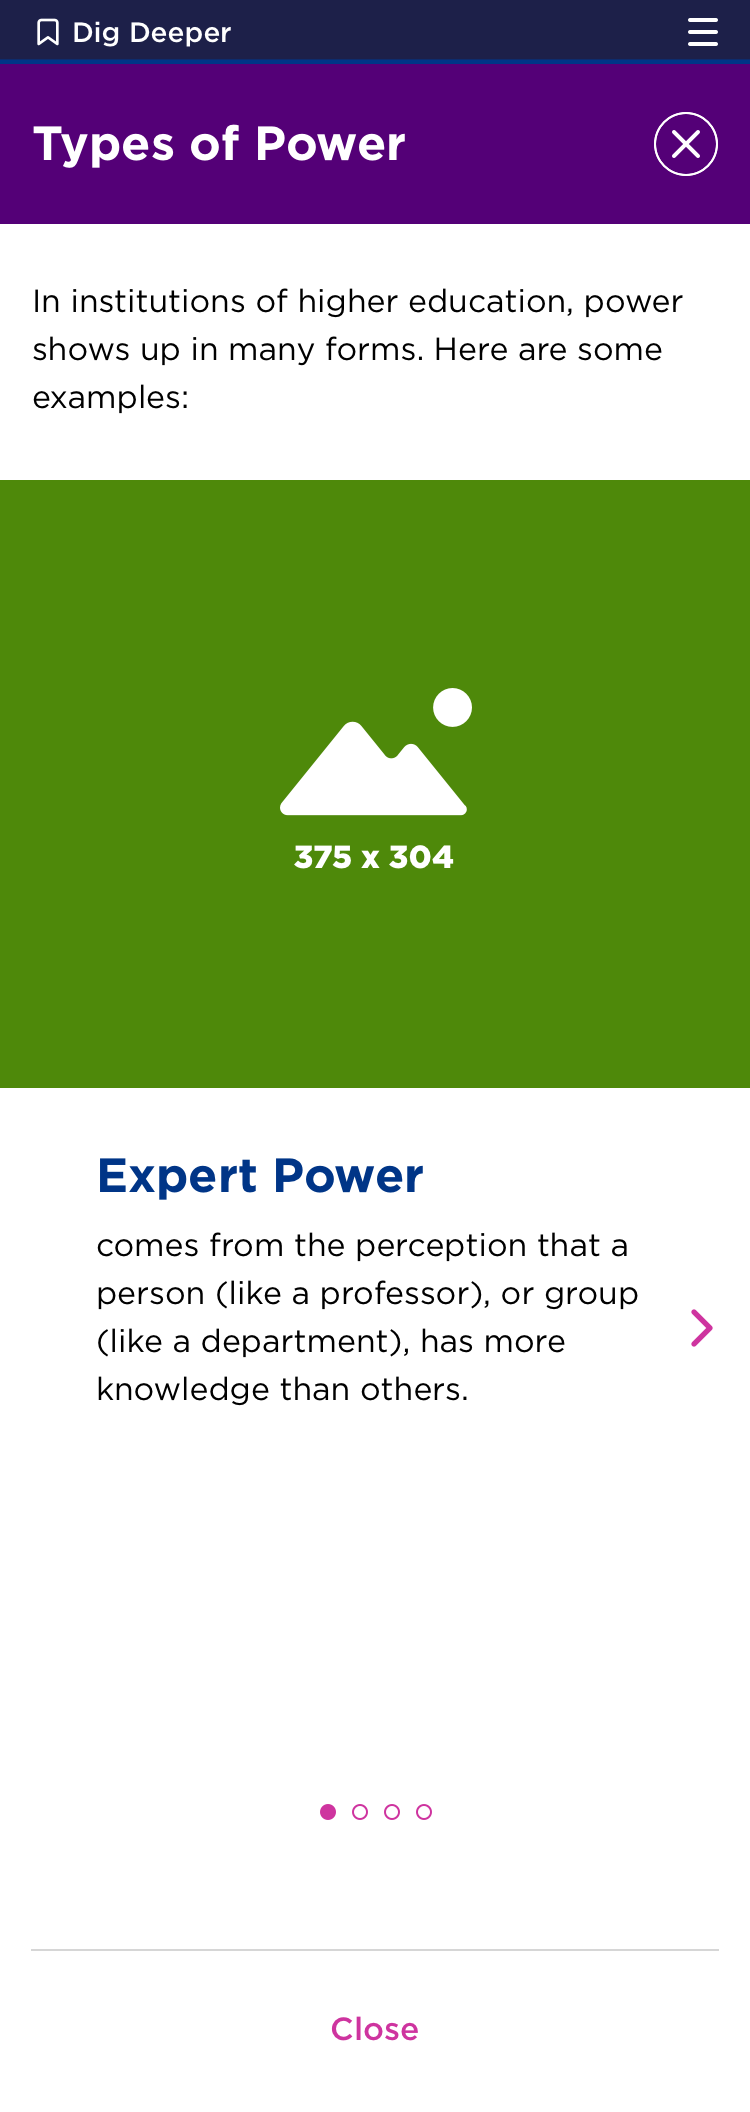 Dig Deeper
Types of Power
In institutions of higher education, power
shows up in many forms. Here are some
examples:
375 x 304
Expert Power
comes from the perception that a
person (like a professor), or group
(like a department), has more
knowledge than others.
Close